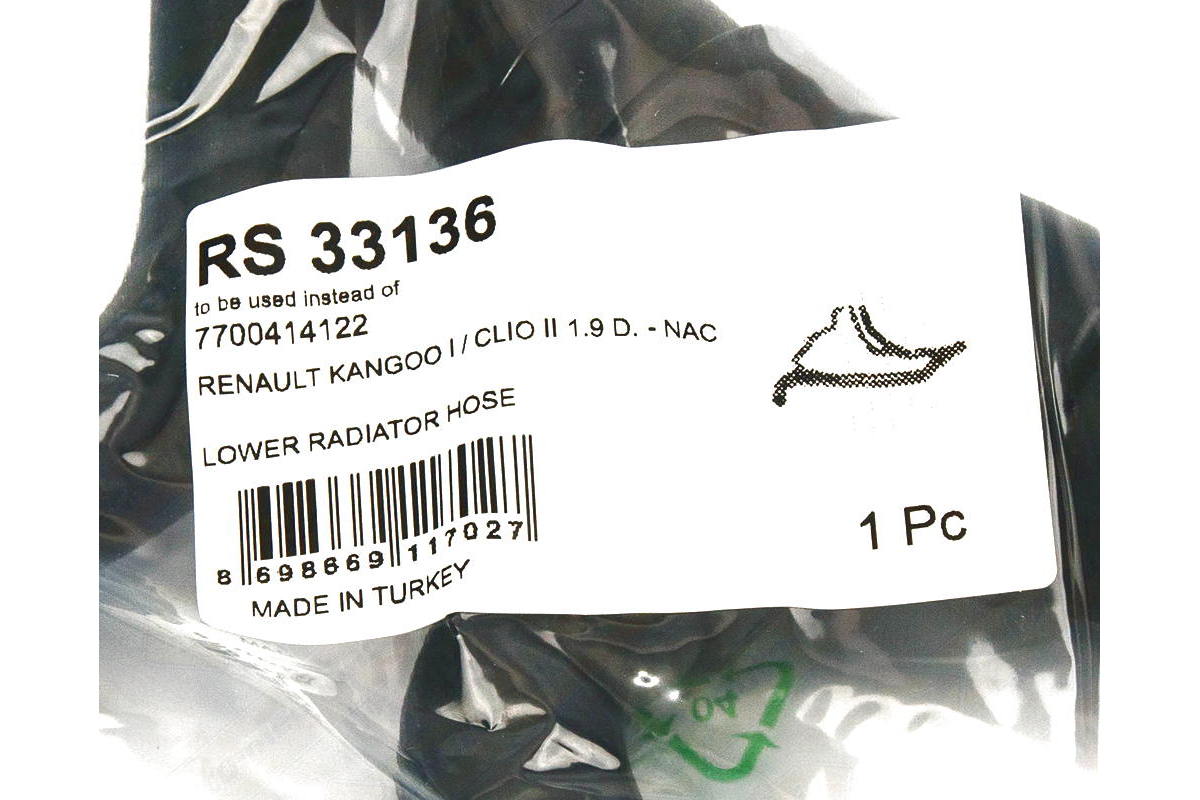 RS 33136
to be used instead of
7700414122
RENAULT KANGOO I / CLIO II 1.9 D. - NAC
LOWER RADIATOR HOSE
8 698669 117027
MADE IN TURKEY
1 Pc
04